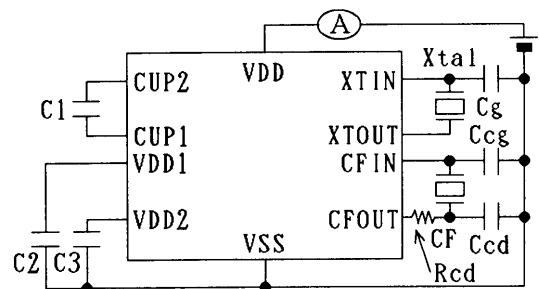 A
Xtal
CUP2
VDD
XTIN
C1
Cg
CUP1
XTOUT
Ccg
VDD1
CFIN
VDD2
CFOUT
VSS
CF
Ccd
C2
C3
Rcd